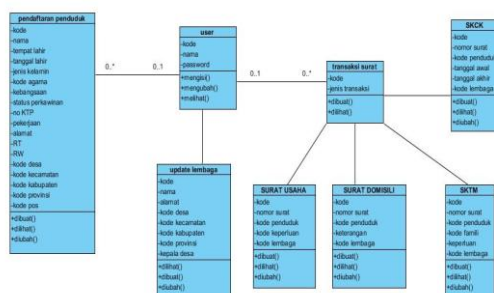 pendaftaran penduduk
-kode
-nama
-tempat lahir
-tanggal lahir
-jenis kelamin
-kode agama
-kebangsaan
-status perkawinan
-no KTP
-pekerjaan
-alamat
-RT
-RW
-kode desa
-kode kecamatan
-kode kabupaten
-kode provinsi
-kode pos
+dibuat()
+dilihat()
+diubah()
0..*
0..1
user
-kode
-nama
-password
+mengisi()
+mengubah()
+melihat()
0..1
0..*
transaksi surat
-kode
-jenis transaksi
+dibuat()
+dilihat()
SKCK
-kode
-nomor surat
-kode penduduk
-tanggal awal
-tanggal akhir
-kode lembaga
+dibuat()
+dilihat()
+diubah()
update lembaga
-kode
-nama
-alamat
-kode desa
-kode kecamatan
-kode kabupaten
-kode provinsi
-kepala desa
+dilihat()
+dibuat()
+diubah()
SURAT USAHA
-kode
-nomor surat
-kode penduduk
-kode keperluan
-kode lembaga
+dibuat()
+dilihat()
+diubah()
SURAT DOMISILI
-kode
-nomor surat
-kode penduduk
-keterangan
-kode lembaga
+dibuat()
+dilihat()
+diubah()
SKTM
-kode
-nomor surat
-kode penduduk
-kode famili
-keperluan
-kode lembaga
+dibuat()
+dilihat()
+diubah()